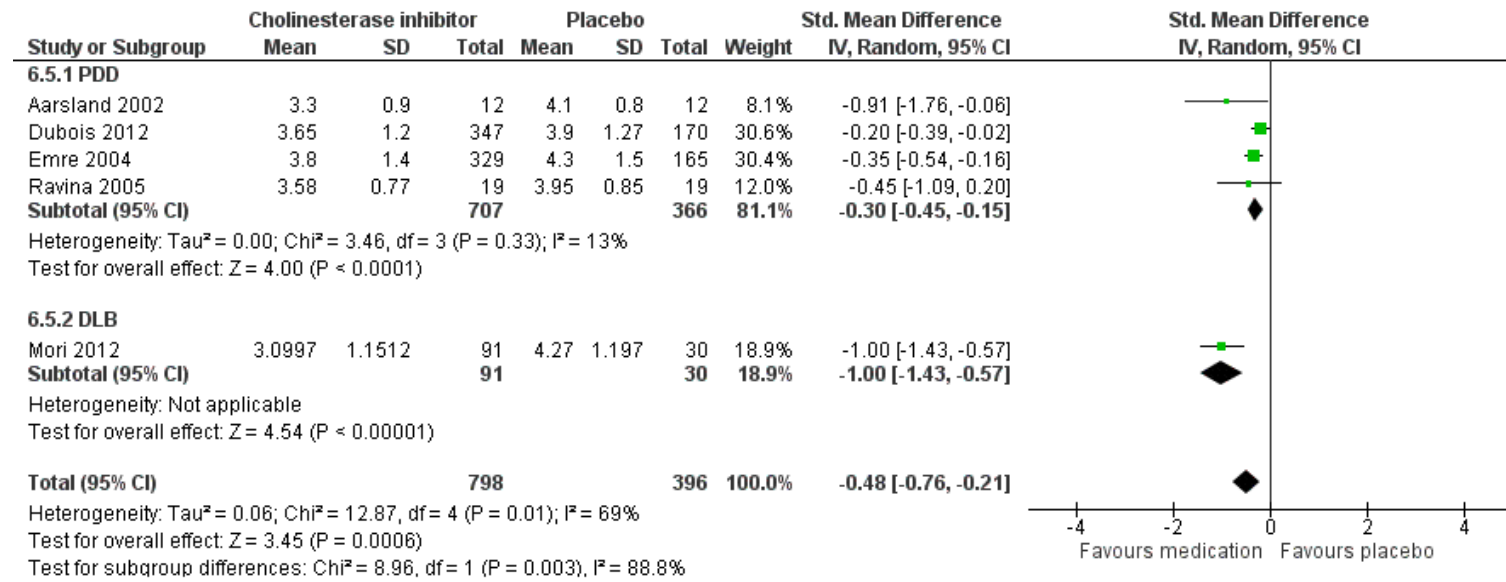 Cholinesterase inhibitor Placebo Std. Mean Difference Std. Mean Difference
Study or Subgroup Mean SD Total Mean SD Total Weight IV, Random, 95% CI IV, Random, 95% CI
6.5.1 PDD
Aarsland 2002 3.3 0.9 12 4.1 0.8 12 8.1% -0.91 [-1.76, -0.06]
Dubois 2012 3.65 1.2 347 3.9 1.27 170 30.6% -0.20 [-0.39, -0.02]
Emre 2004 3.8 1.4 329 4.3 1.5 165 30.4% -0.35 [-0.54, -0.16]
Ravina 2005 3.58 0.77 19 3.95 0.85 19 12.0% -0.45 [-1.09, 0.20]
Subtotal (95% CI) 707 366 81.1% -0.30 [-0.45, -0.15]
Heterogeneity: Tau² = 0.00; Chi² = 3.46, df = 3 (P = 0.33); I² = 13%
Test for overall effect: Z = 4.00 (P < 0.0001)
6.5.2 DLB
Mori 2012 3.0997 1.1512 91 4.27 1.197 30 18.9% -1.00 [-1.43, -0.57]
Subtotal (95% CI) 91 30 18.9% -1.00 [-1.43, -0.57]
Heterogeneity: Not applicable
Test for overall effect: Z = 4.54 (P < 0.00001)
Total (95% CI) 798 396 100.0% -0.48 [-0.76, -0.21]
Heterogeneity: Tau² = 0.06; Chi² = 12.87, df = 4 (P = 0.01); I² = 69%
Test for overall effect: Z = 3.45 (P = 0.0006)
Test for subgroup differences: Chi² = 8.96, df = 1 (P = 0.003), I² = 88.8%
-4 -2 0 2 4
Favours medication Favours placebo